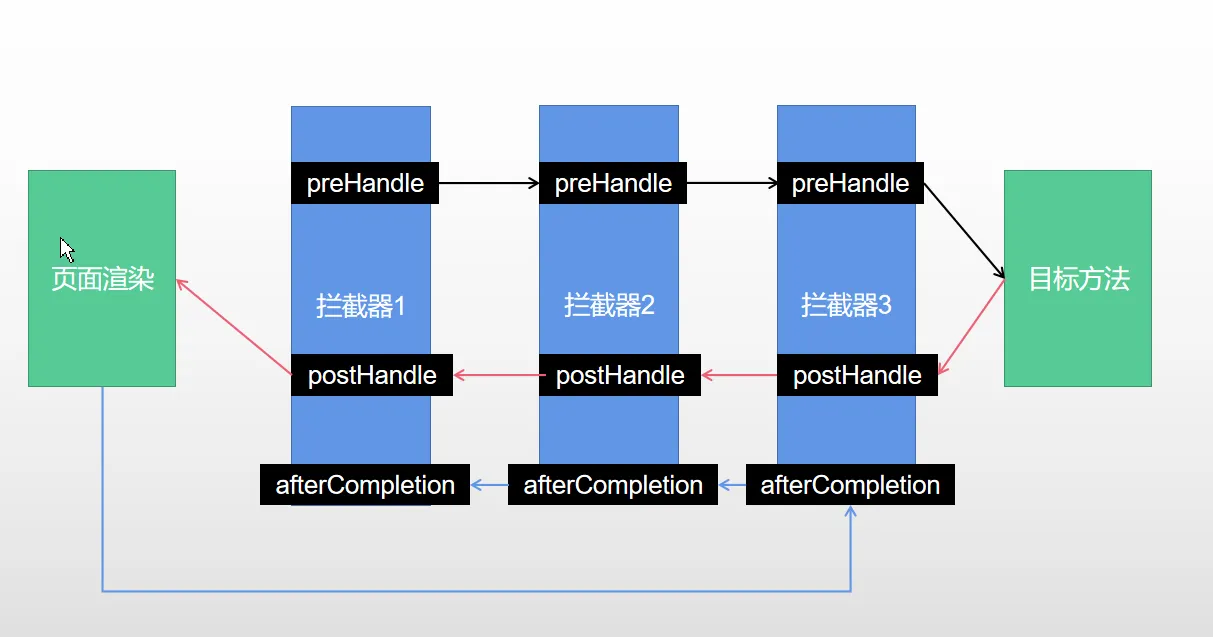 preHandle
preHandle
preHandle
页面渲染
拦截器1
拦截器2
拦截器3
目标方法
postHandle
postHandle
postHandle
afterCompletion
afterCompletion
afterCompletion